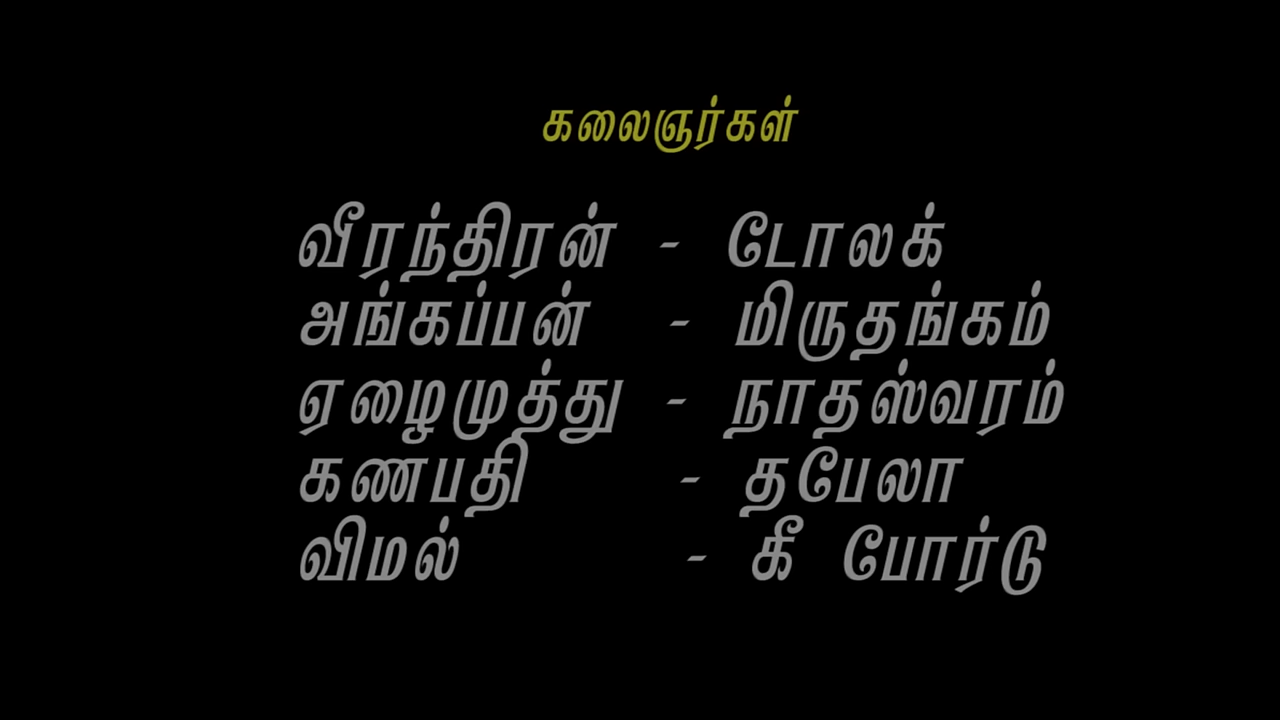 கலைஞர்கள்
வீரந்திரன் - டோலக்
அங்கப்பன் - மிருதங்கம்
ஏழைமுத்து - நாதஸ்வரம்
கணபதி - தபேலா
விமல் - கீ போர்டு